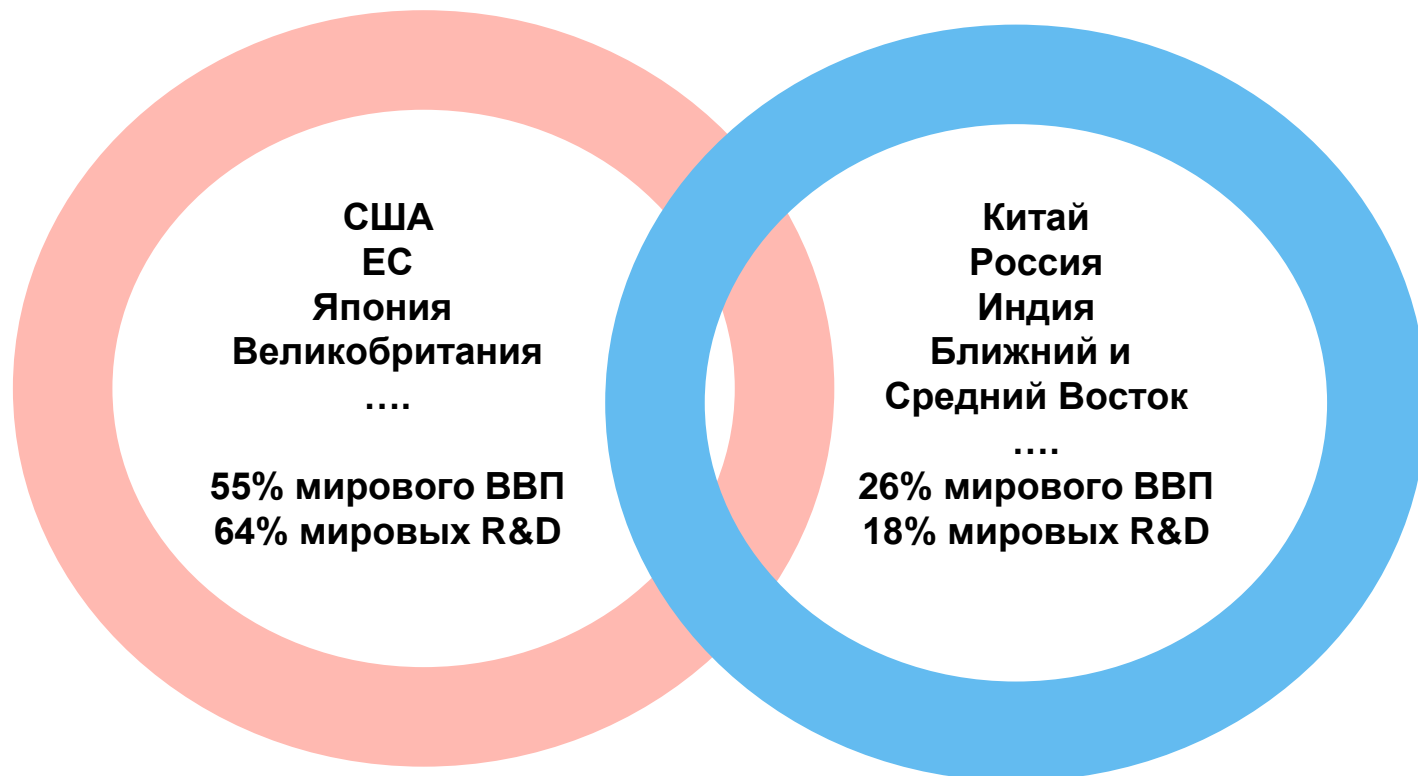 США
ЕС
Япония
Великобритания
....
55% мирового ВВП
64% мировых R&D
Китай
Россия
Индия
Ближний и
Средний Восток
....
26% мирового ВВП
18% мировых R&D